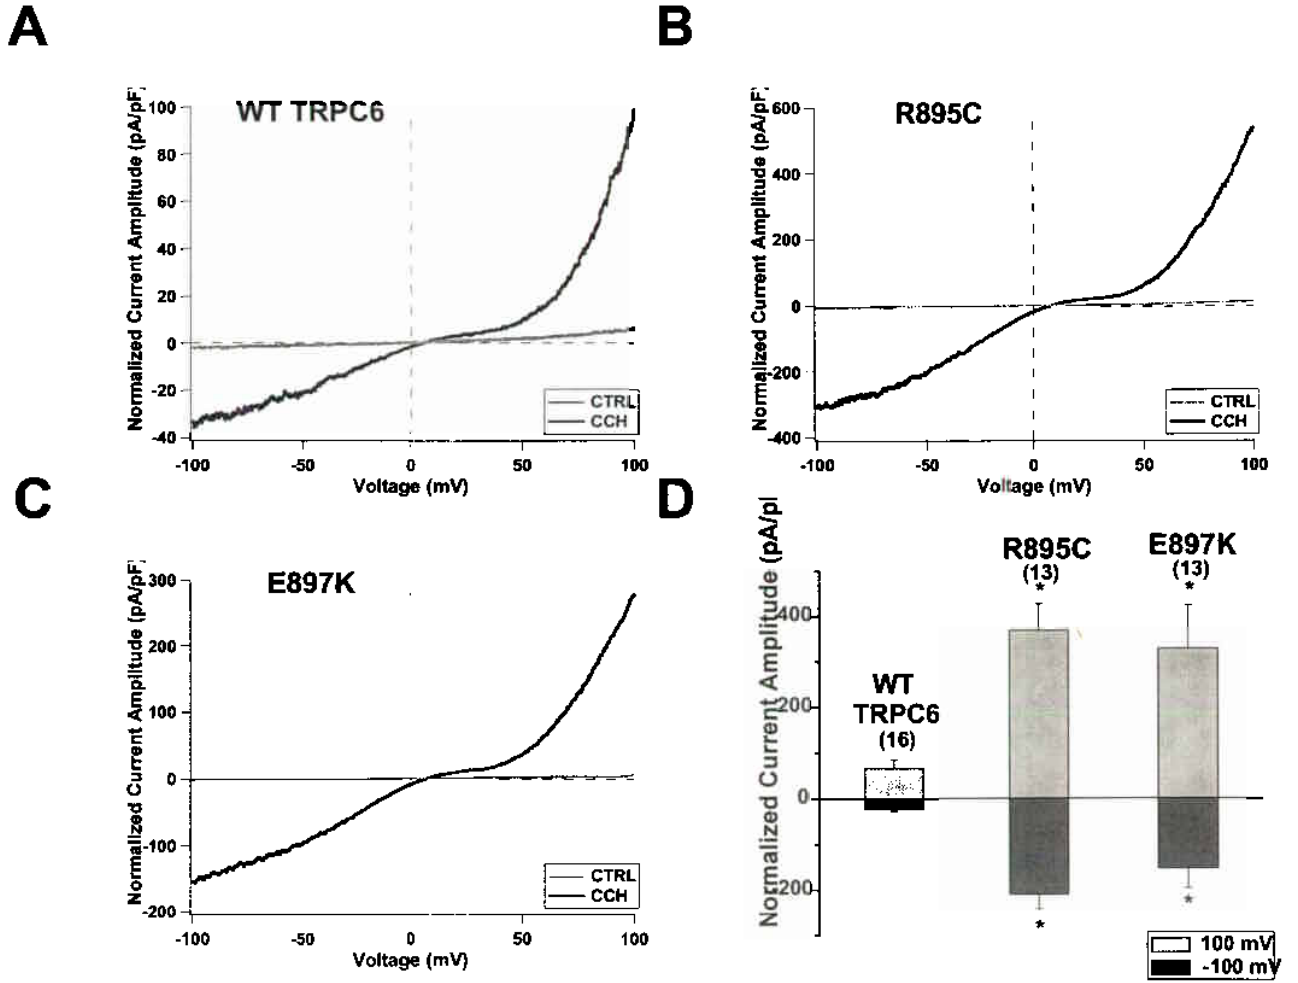 A
B
Normalized Current Amplitude (pA/pF)
WT TRPC6
100
80
60
40
20
0
-20
-40
CTRL
CCH
-100
-50
0
50
100
Voltage (mV)
Normalized Current Amplitude (pA/pF)
R895C
600
400
200
0
-200
-400
CTRL
CCH
-100
-50
0
50
100
Voltage (mV)
C
D
Normalized Current Amplitude (pA/pF)
E897K
300
200
100
0
-100
-200
CTRL
CCH
-100
-50
0
50
100
Voltage (mV)
Normalized Current Amplitude (pA/pl
400
200
0
200
WT
TRPC6
(16)
R895C
(13)
*
E897K
(13)
*
*
*
100 mV
-100 mV